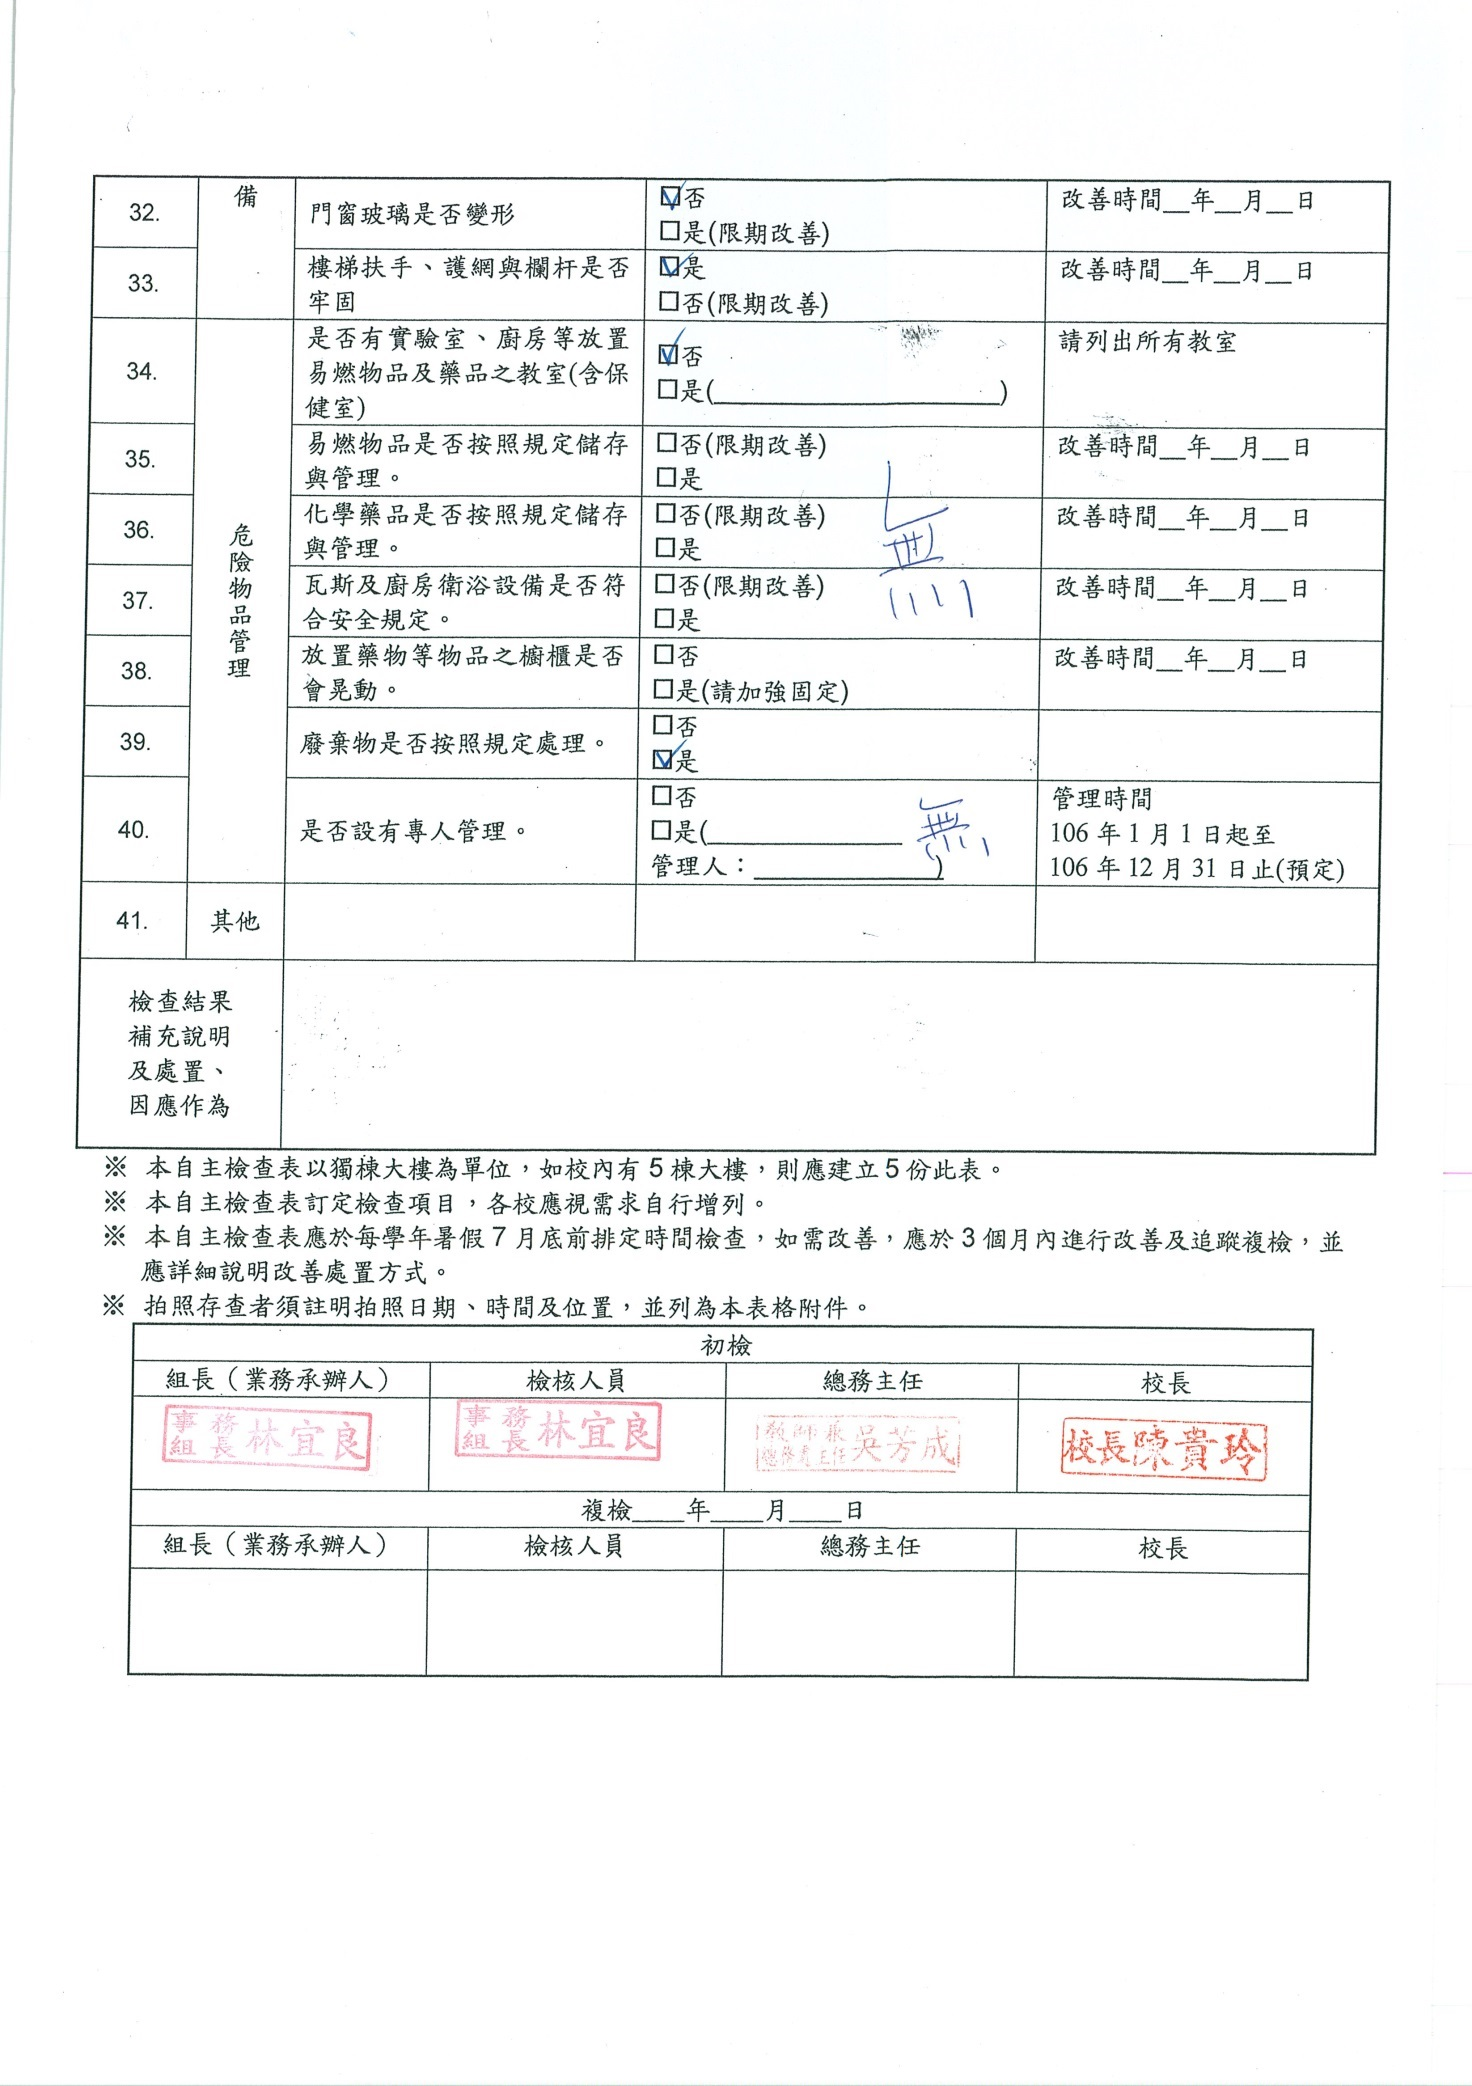 32.
備
門窗玻璃是否變形
☑否
□是(限期改善)
改善時間__年__月__日
33.
樓梯扶手、護網與欄杆是否
牢固
☑是
□否(限期改善)
改善時間__年__月__日
34.
危險物品管理
是否有實驗室、廚房等放置
易燃物品及藥品之教室(含保
健室)
☑否
□是(____________________)
請列出所有教室
35.
易燃物品是否按照規定儲存
與管理。
□否(限期改善)
□是
改善時間__年__月__日
36.
化學藥品是否按照規定儲存
與管理。
□否(限期改善)
□是
無
改善時間__年__月__日
37.
瓦斯及廚房衛浴設備是否符
合安全規定。
□否(限期改善)
□是
改善時間__年__月__日
38.
放置藥物等物品之櫥櫃是否
會晃動。
□否
□是(請加強固定)
改善時間__年__月__日
39.
廢棄物是否按照規定處理。
□否
☑是
40.
是否設有專人管理。
□否
□是(______________
無
管理人：______________)
管理時間
106 年 1 月 1 日起至
106 年 12 月 31 日止(預定)
41.
其他
檢查結果
補充說明
及處置、
因應作為
※ 本自主檢查表以獨棟大樓為單位，如校內有 5 棟大樓，則應建立 5 份此表。
※ 本自主檢查表訂定檢查項目，各校應視需求自行增列。
※ 本自主檢查表應於每學年暑假 7 月底前排定時間檢查，如需改善，應於 3 個月內進行改善及追蹤複檢，並
應詳細說明改善處置方式。
※ 拍照存查者須註明拍照日期、時間及位置，並列為本表格附件。
初檢
組長（業務承辦人） 檢核人員 總務主任 校長
事務組長林宜良 事務組長林宜良 教師兼總務處主任吳芳成 校長陳貴玲
複檢____年____月____日
組長（業務承辦人） 檢核人員 總務主任 校長